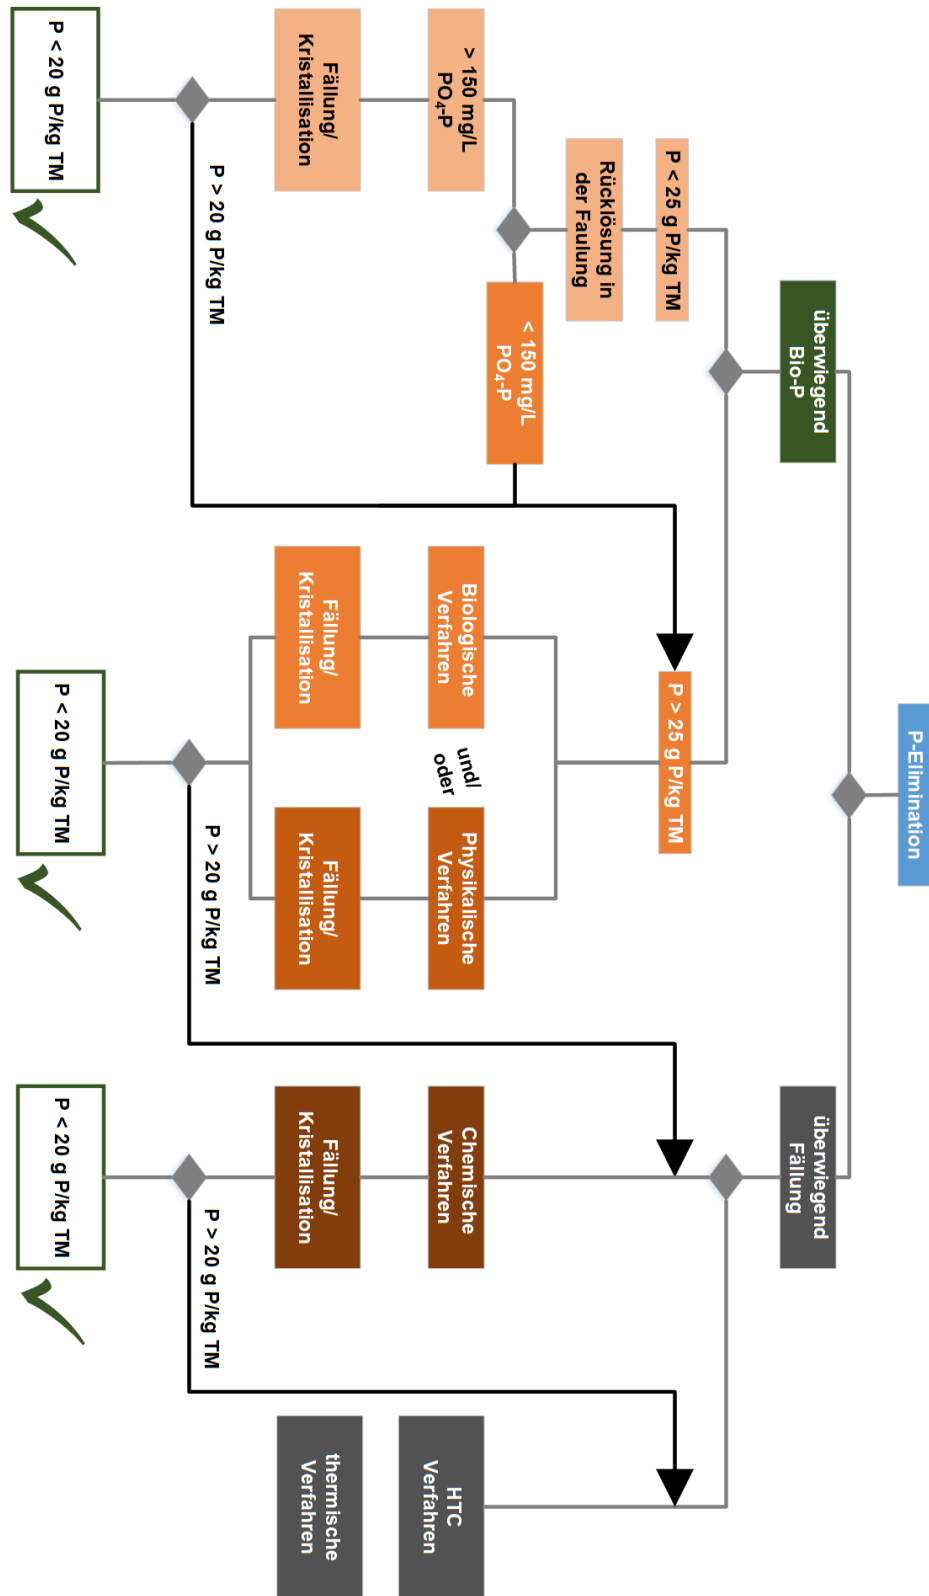 P-Elimination
überwiegend
Bio-P
überwiegend
Fällung
P < 25 g P/kg TM
P > 25 g P/kg TM
Rücklösung in
der Faulung
> 150 mg/L
PO₄-P
< 150 mg/L
PO₄-P
Biologische
Verfahren
und/
oder
Physikalische
Verfahren
Chemische
Verfahren
HTC
Verfahren
Fällung/
Kristallisation
Fällung/
Kristallisation
Fällung/
Kristallisation
Fällung/
Kristallisation
thermische
Verfahren
P > 20 g P/kg TM
P > 20 g P/kg TM
P > 20 g P/kg TM
P < 20 g P/kg TM
P < 20 g P/kg TM
P < 20 g P/kg TM